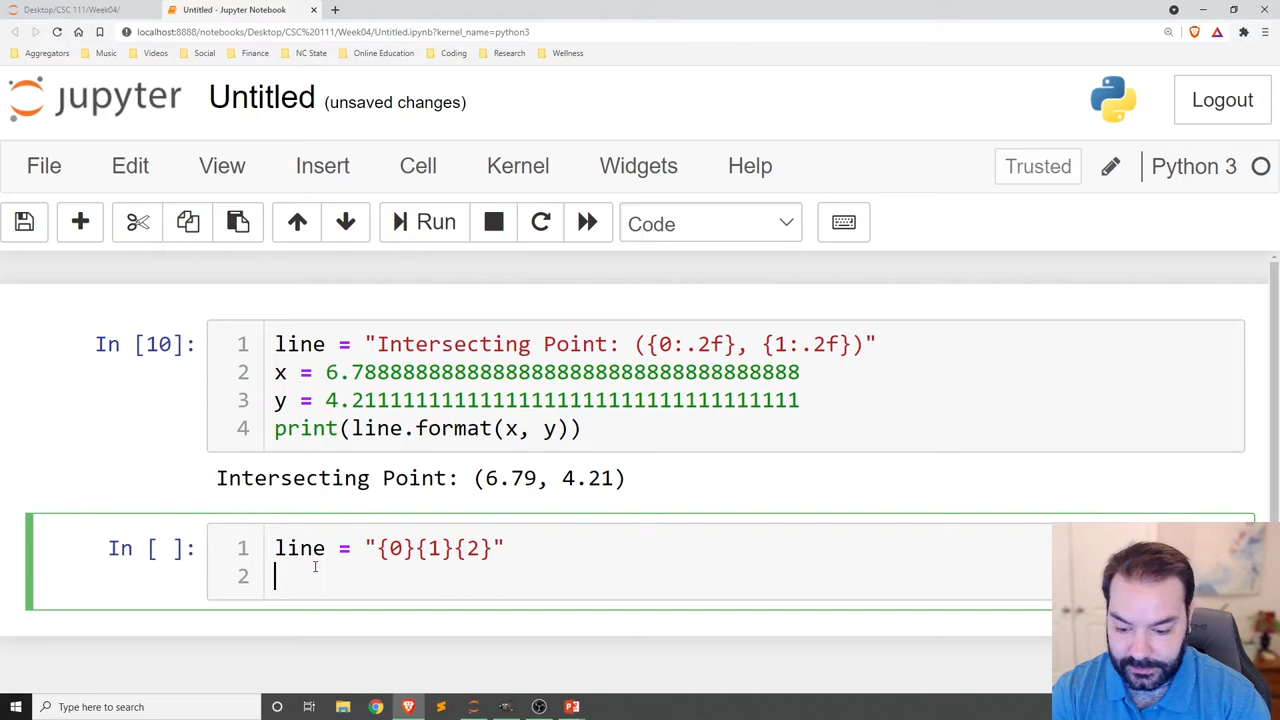 Desktop/CSC 111/Week04/
Untitled - Jupyter Notebook
localhost:8888/notebooks/Desktop/CSC%20111/Week04/Untitled.ipynb?kernel_name=python3
Aggregators Music Videos Social Finance NC State Online Education Coding Research Wellness
jupyter Untitled (unsaved changes) Logout
File Edit View Insert Cell Kernel Widgets Help Trusted Python 3
Run Code
In [10]:
1 line = "Intersecting Point: ({0:.2f}, {1:.2f})"
2 x = 6.78888888888888888888888888888888888
3 y = 4.21111111111111111111111111111111111
4 print(line.format(x, y))
Intersecting Point: (6.79, 4.21)
In [ ]:
1 line = "{0}{1}{2}"
2
Type here to search